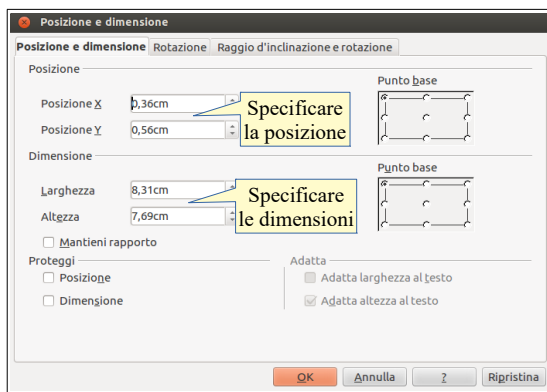 Posizione e dimensione
Posizione e dimensione Rotazione Raggio d'inclinazione e rotazione
Posizione
Punto base
Posizione X 0,36cm
Specificare
la posizione
Posizione Y 0,56cm
Dimensione
Punto base
Larghezza 8,31cm
Specificare
le dimensioni
Altezza 7,69cm
Mantieni rapporto
Proteggi
Adatta
Posizione
Adatta larghezza al testo
Dimensione
Adatta altezza al testo
OK Annulla ? Ripristina